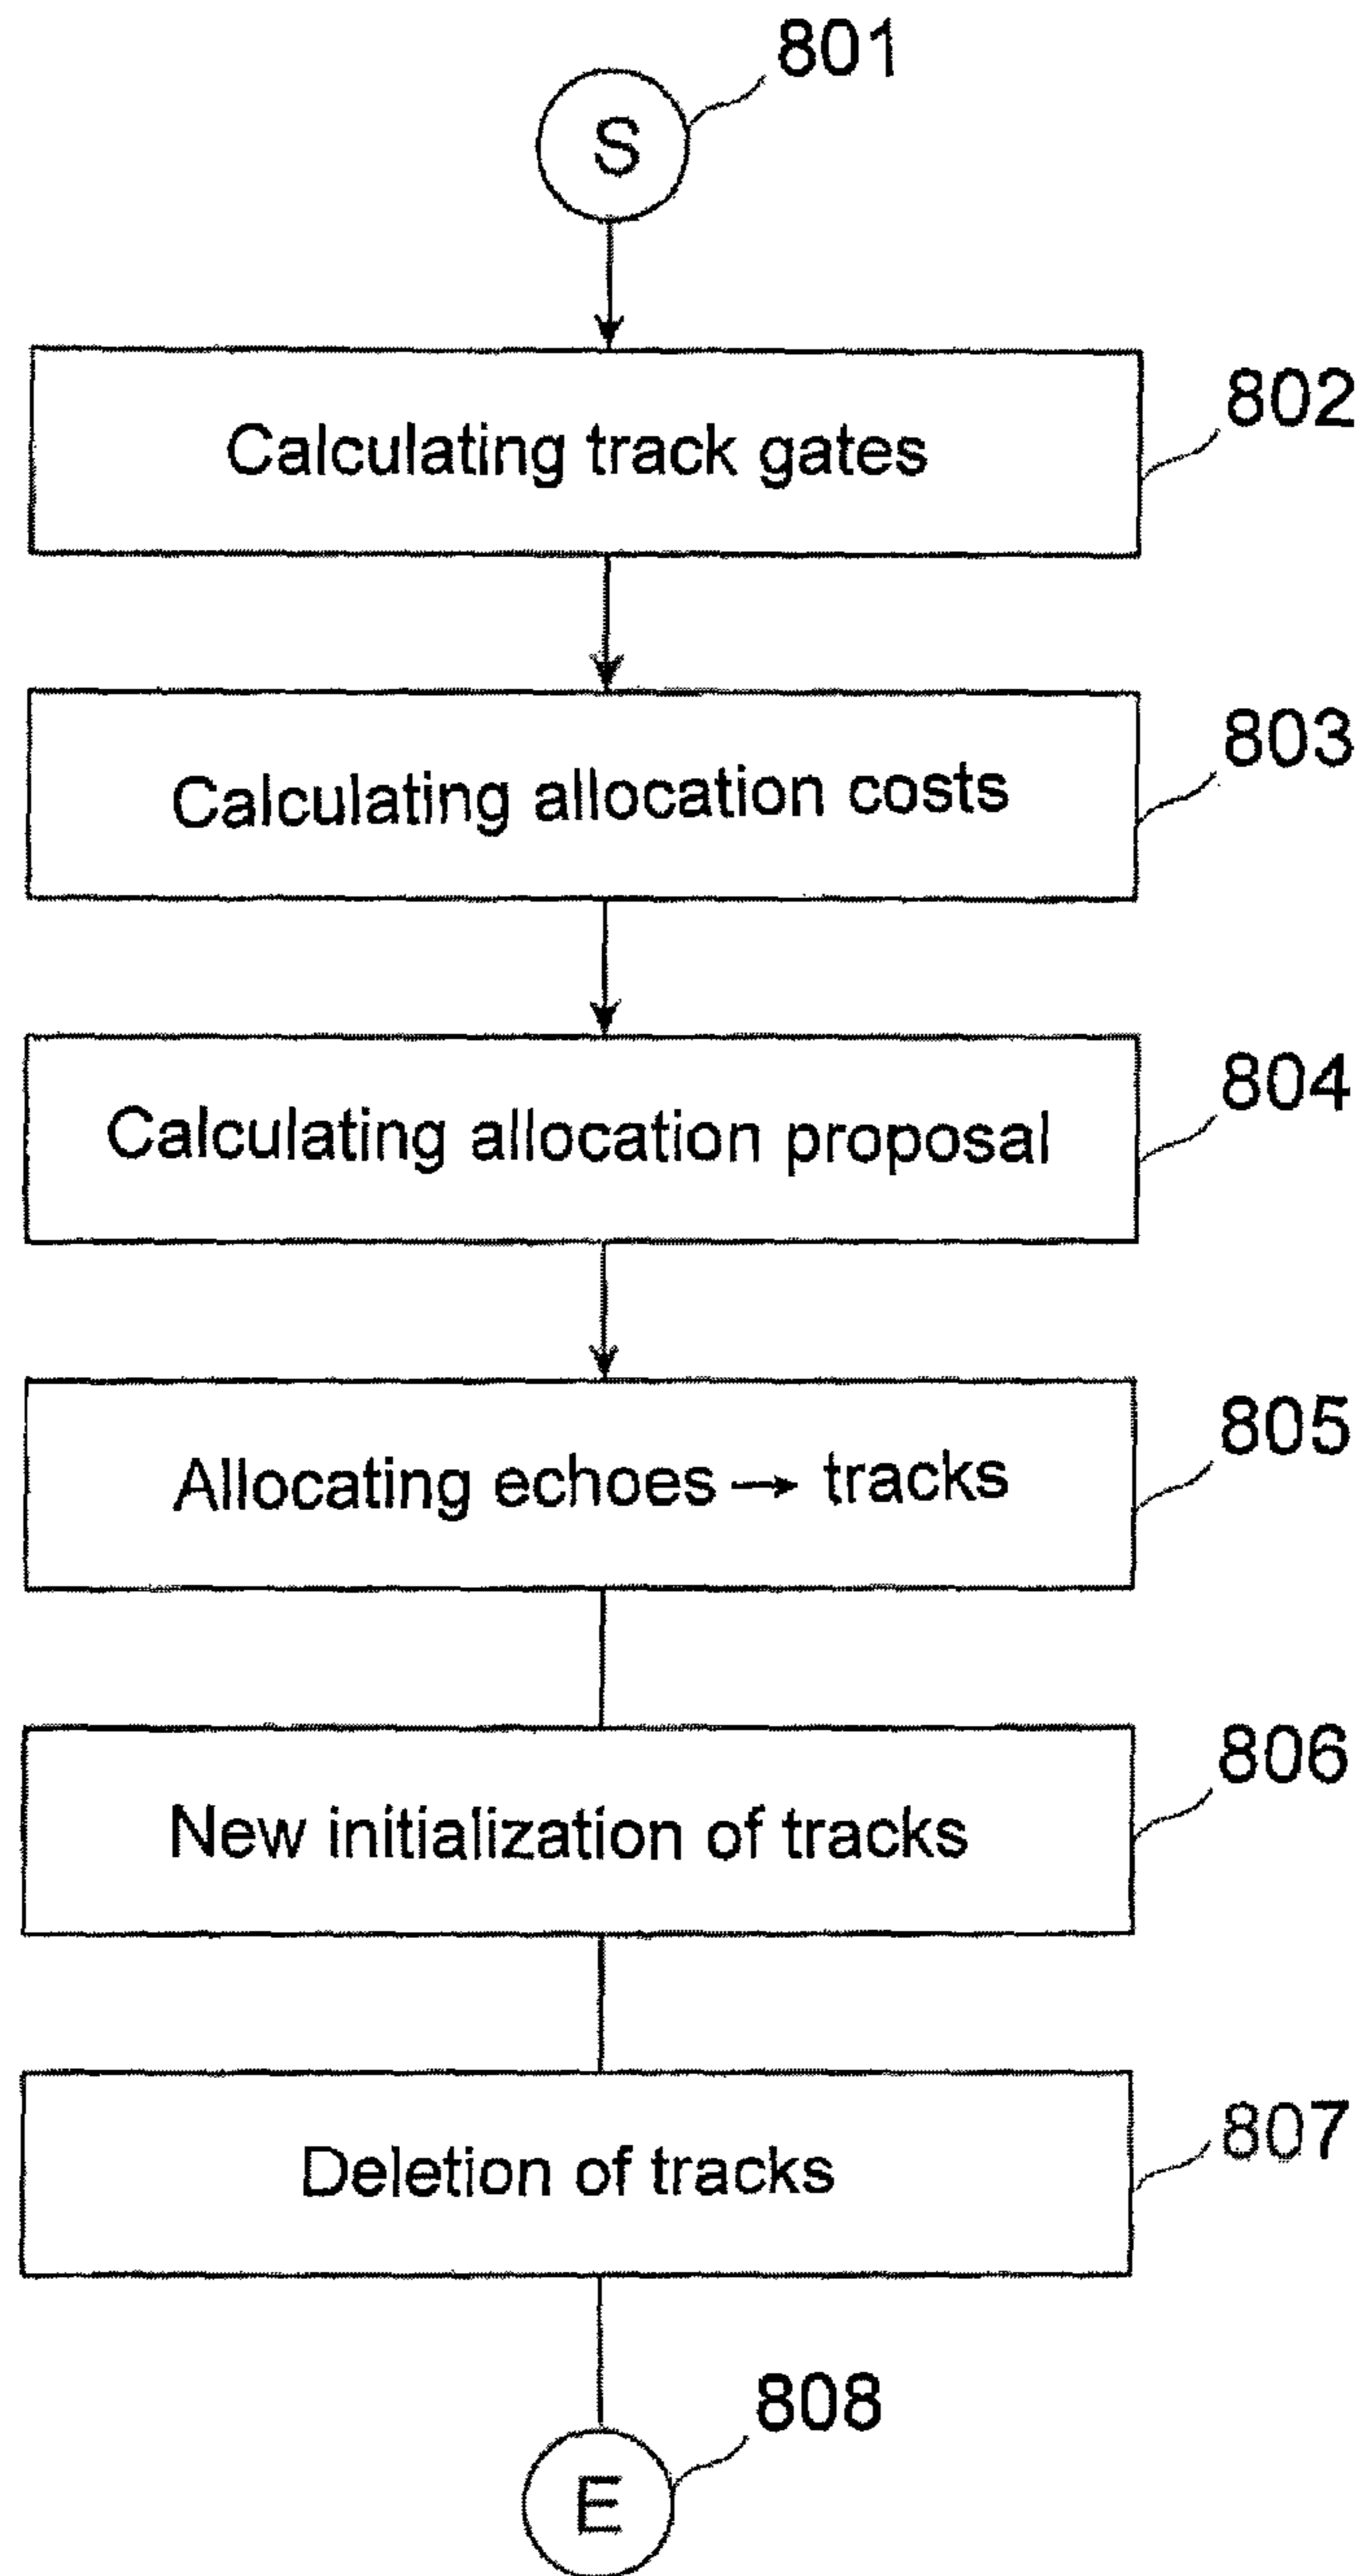 801
S
802
Calculating track gates
803
Calculating allocation costs
804
Calculating allocation proposal
805
Allocating echoes → tracks
806
New initialization of tracks
807
Deletion of tracks
808
E